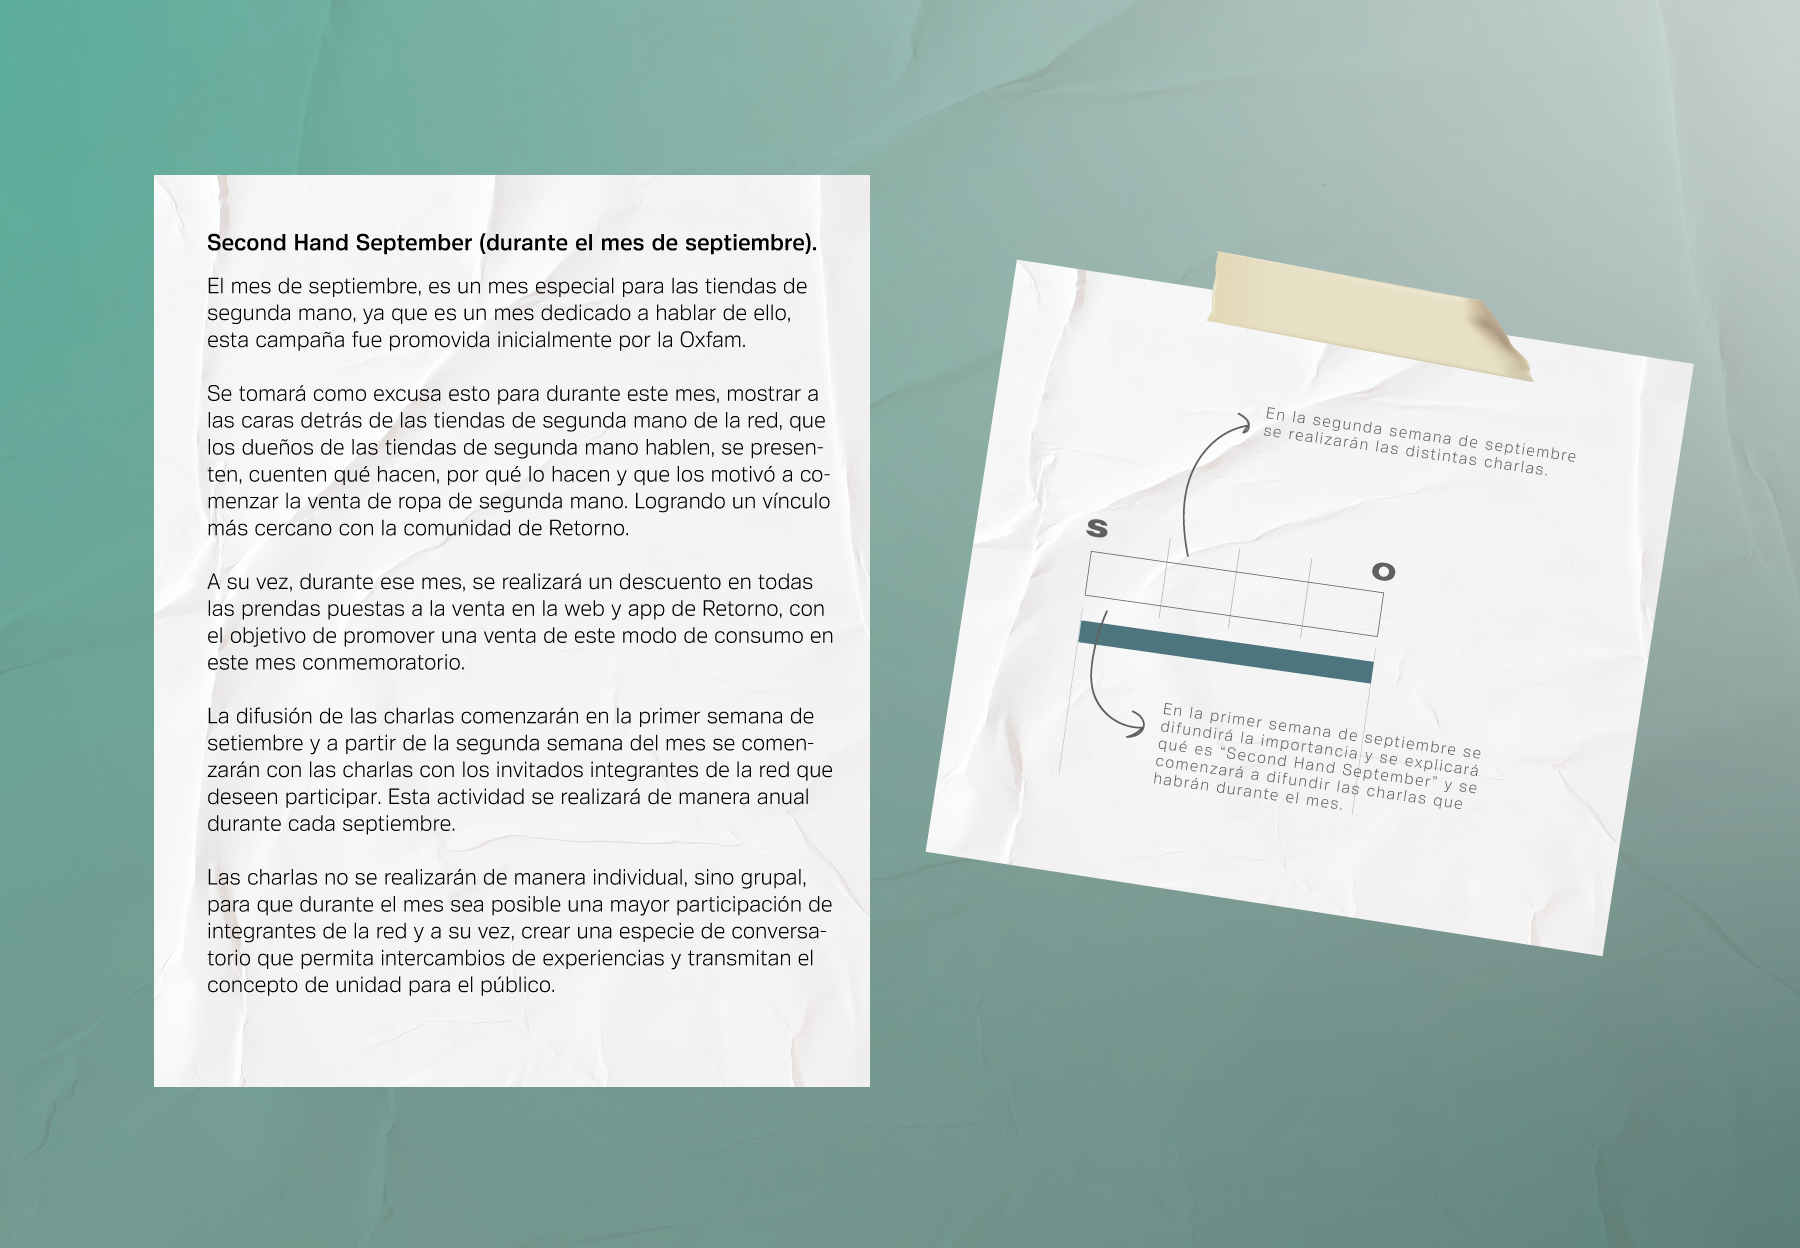 Second Hand September (durante el mes de septiembre).
El mes de septiembre, es un mes especial para las tiendas de
segunda mano, ya que es un mes dedicado a hablar de ello,
esta campaña fue promovida inicialmente por la Oxfam.
Se tomará como excusa esto para durante este mes, mostrar a
las caras detrás de las tiendas de segunda mano de la red, que
los dueños de las tiendas de segunda mano hablen, se presen-
ten, cuenten qué hacen, por qué lo hacen y que los motivó a co-
menzar la venta de ropa de segunda mano. Logrando un vínculo
más cercano con la comunidad de Retorno.
A su vez, durante ese mes, se realizará un descuento en todas
las prendas puestas a la venta en la web y app de Retorno, con
el objetivo de promover una venta de este modo de consumo en
este mes conmemoratorio.
La difusión de las charlas comenzarán en la primer semana de
setiembre y a partir de la segunda semana del mes se comen-
zarán con las charlas con los invitados integrantes de la red que
deseen participar. Esta actividad se realizará de manera anual
durante cada septiembre.
Las charlas no se realizarán de manera individual, sino grupal,
para que durante el mes sea posible una mayor participación de
integrantes de la red y a su vez, crear una especie de conversa-
torio que permita intercambios de experiencias y transmitan el
concepto de unidad para el público.
En la segunda semana de septiembre
se realizarán las distintas charlas.
S
O
En la primer semana de septiembre se
difundirá la importancia y se explicará
qué es “Second Hand September” y se
comenzará a difundir las charlas que
habrán durante el mes.